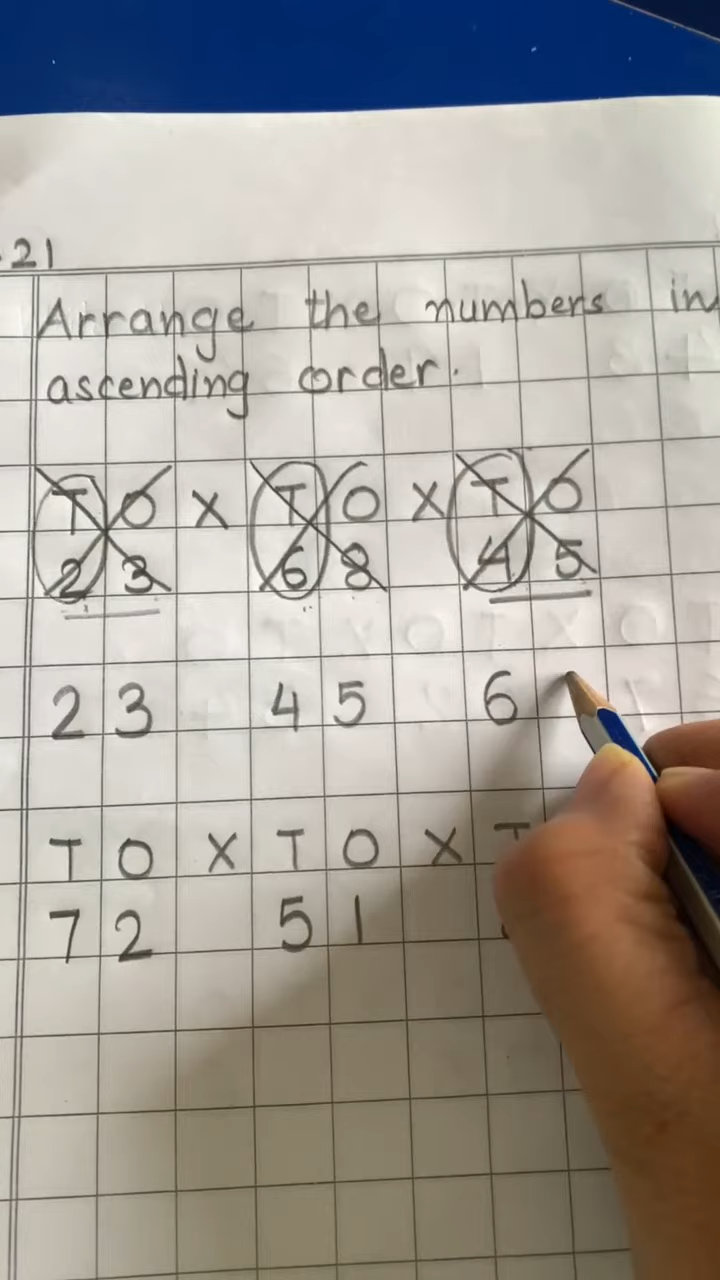 21
Arrange the numbers in
ascending order.
T O X T O X T O
2 3 6 8 4 5
2 3 4 5 6
T O X T O X T
7 2 5 1